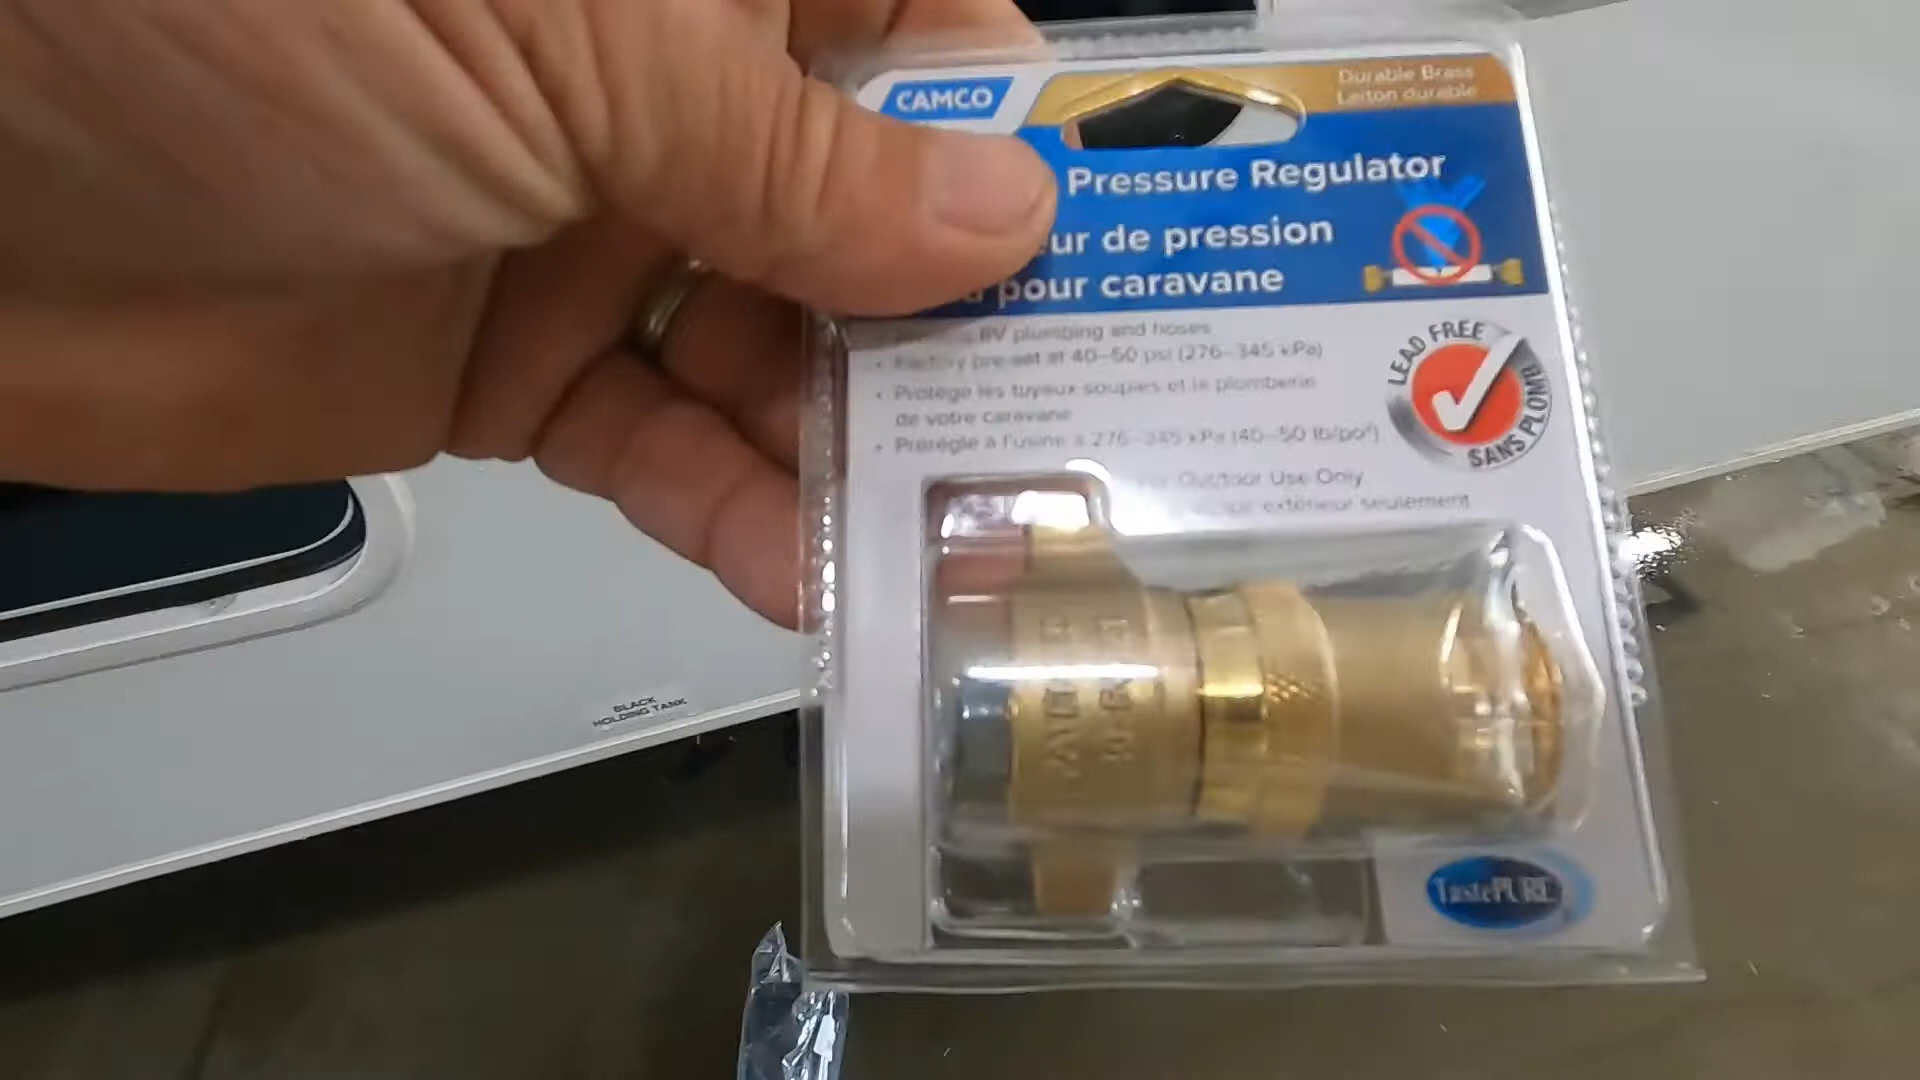 CAMCO
Durable Brass
Laiton durable
Pressure Regulator
eur de pression
pour caravane
RV plumbing and hoses
• Factory pre-set at 40–50 psi (276–345 kPa)
• Protège les tuyaux souples et la plomberie
de votre caravane
• Préréglé à l'usine à 276–345 kPa (40–50 lb/po²)
LEAD FREE
SANS PLOMB
For Outdoor Use Only
extérieur seulement
TastePURE
BLACK
HOLDING TANK